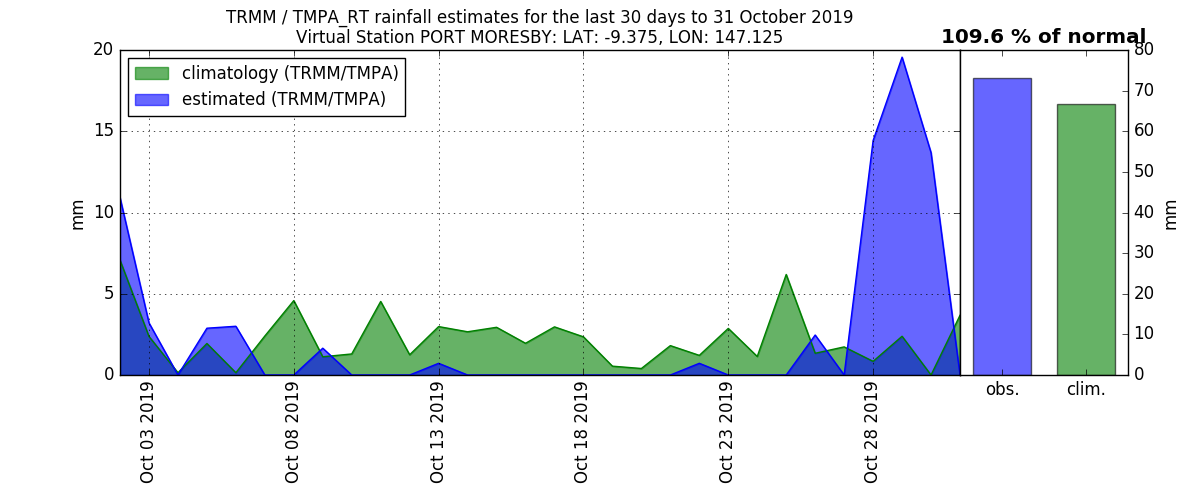 TRMM / TMPA_RT rainfall estimates for the last 30 days to 31 October 2019
Virtual Station PORT MORESBY: LAT: -9.375, LON: 147.125
109.6 % of normal
climatology (TRMM/TMPA)
estimated (TRMM/TMPA)
20
15
10
5
0
mm
Oct 03 2019
Oct 08 2019
Oct 13 2019
Oct 18 2019
Oct 23 2019
Oct 28 2019
obs.
clim.
80
70
60
50
40
30
20
10
0
mm